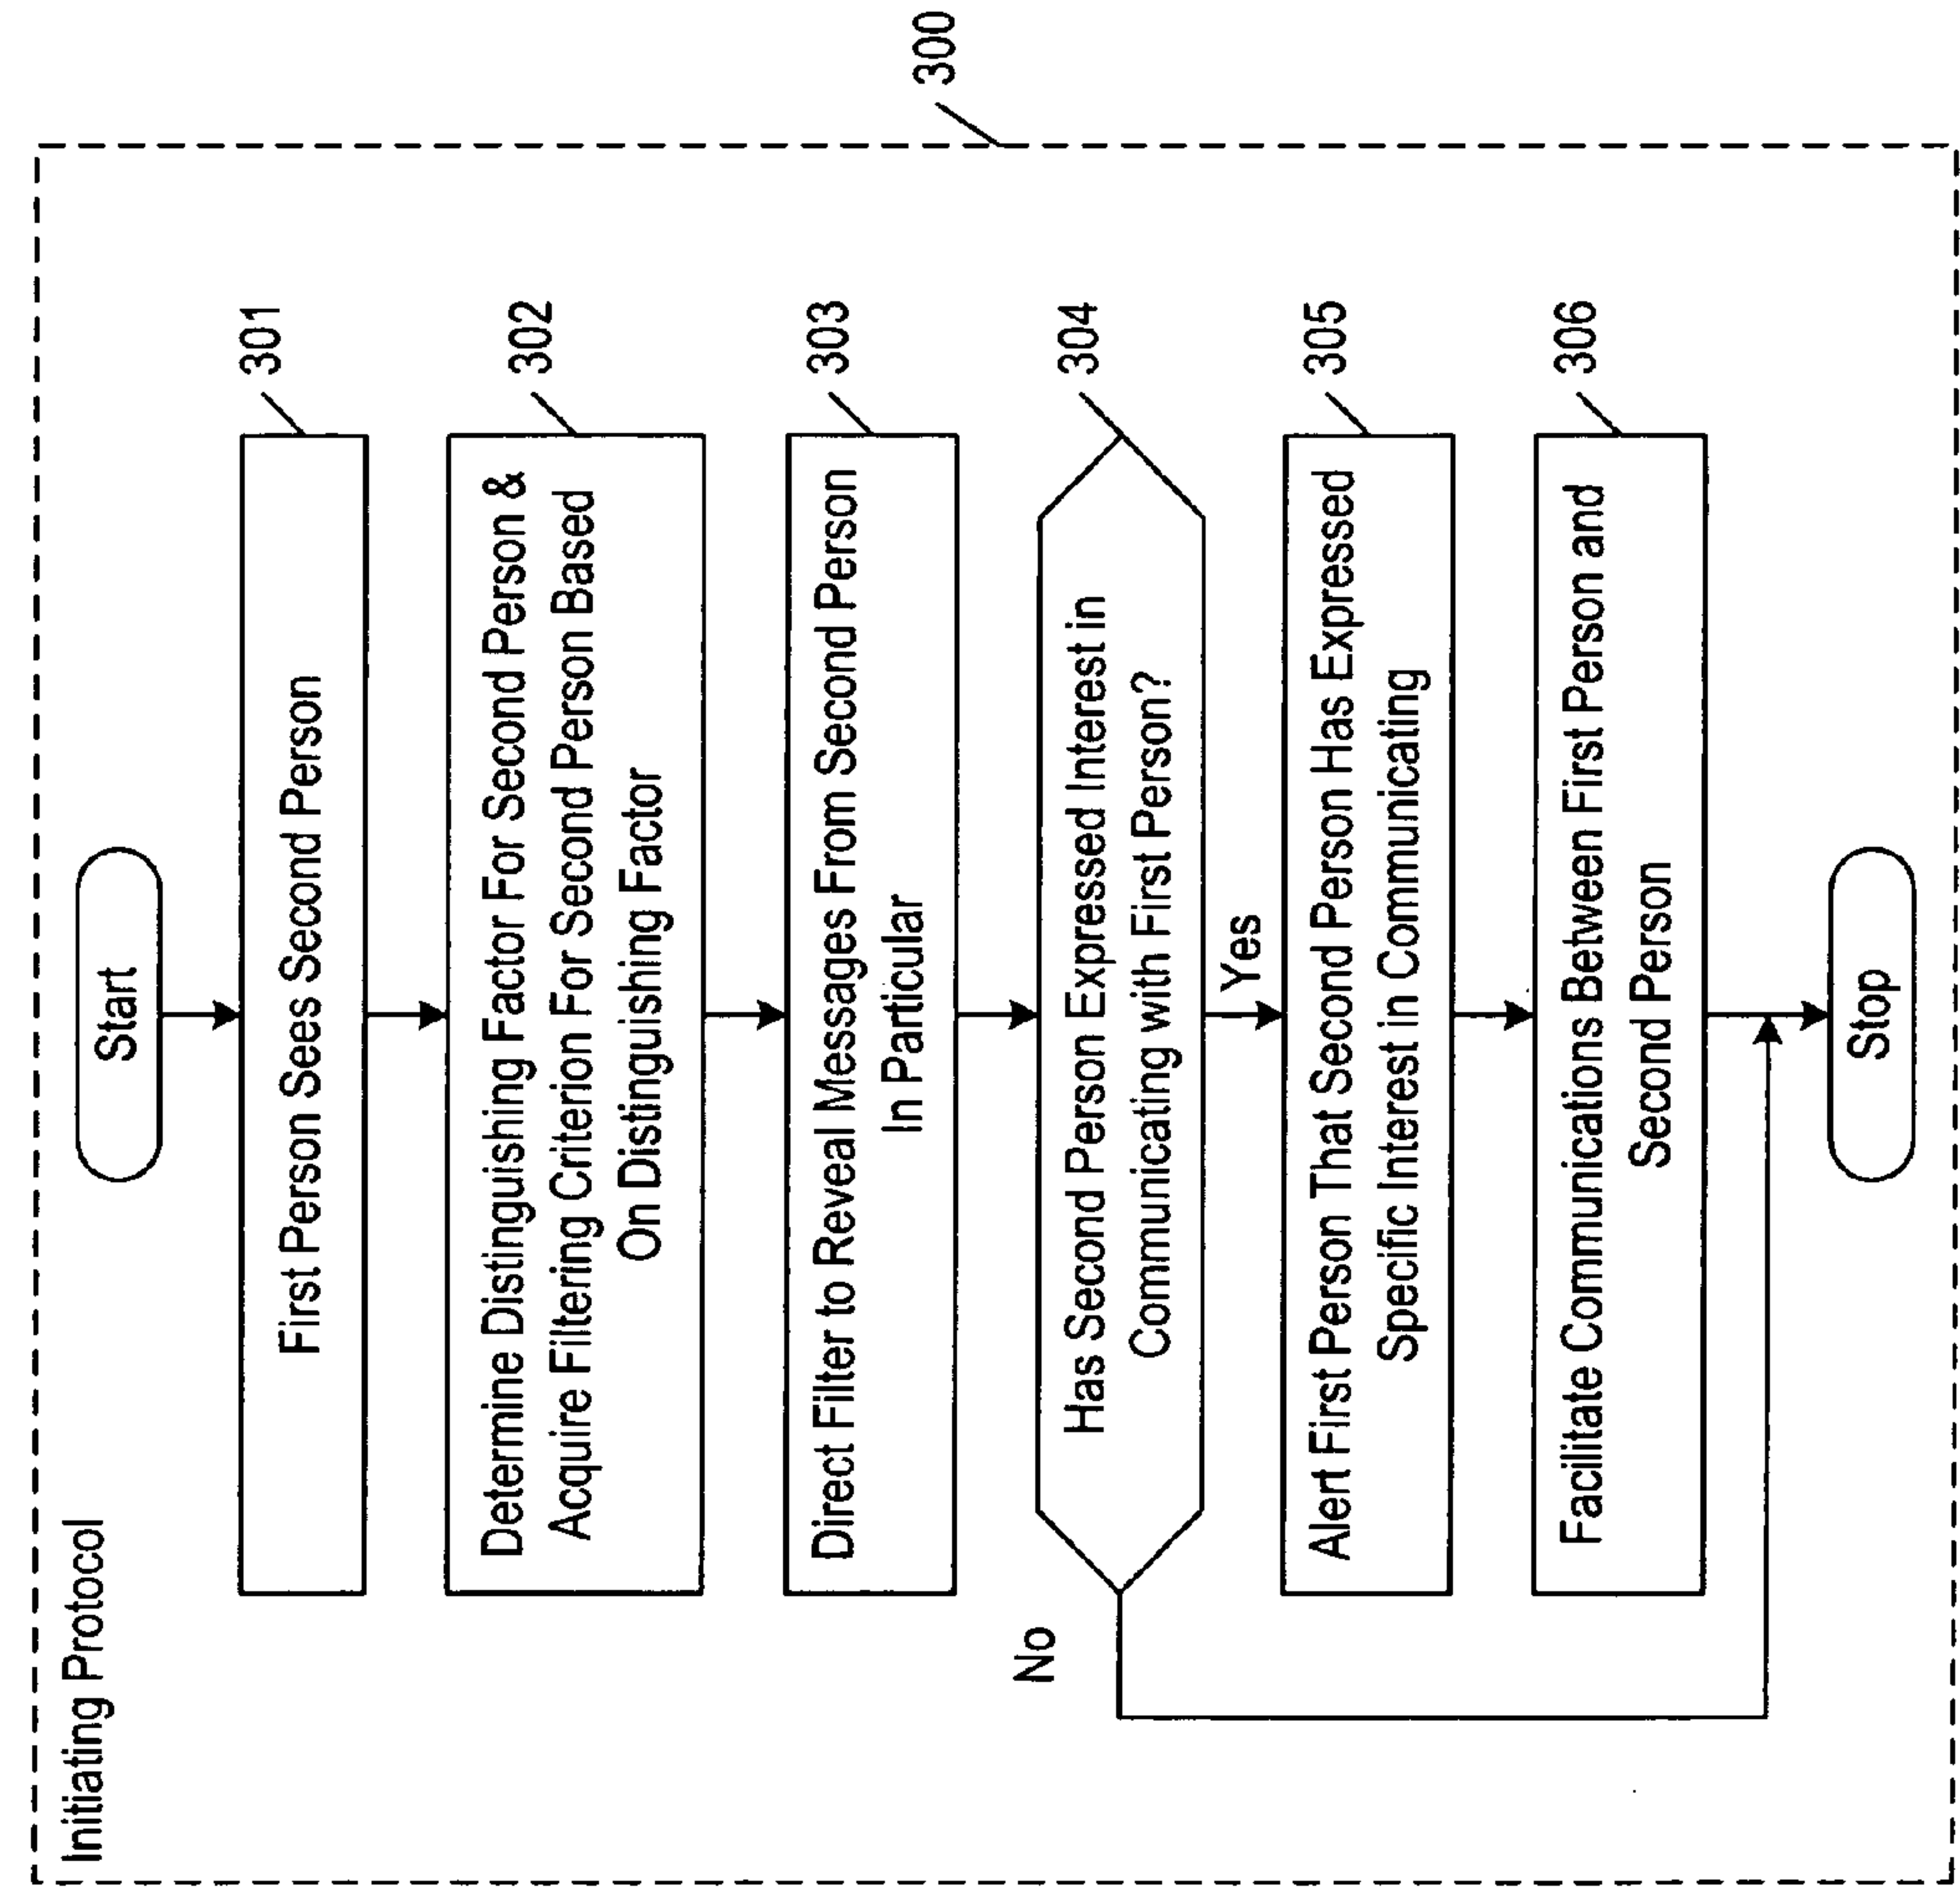 Initiating Protocol
300
Start
First Person Sees Second Person
301
Determine Distinguishing Factor For Second Person &
Acquire Filtering Criterion For Second Person Based
On Distinguishing Factor
302
Direct Filter to Reveal Messages From Second Person
In Particular
303
Has Second Person Expressed Interest in
Communicating with First Person?
304
No
Yes
Alert First Person That Second Person Has Expressed
Specific Interest in Communicating
305
Facilitate Communications Between First Person and
Second Person
306
Stop